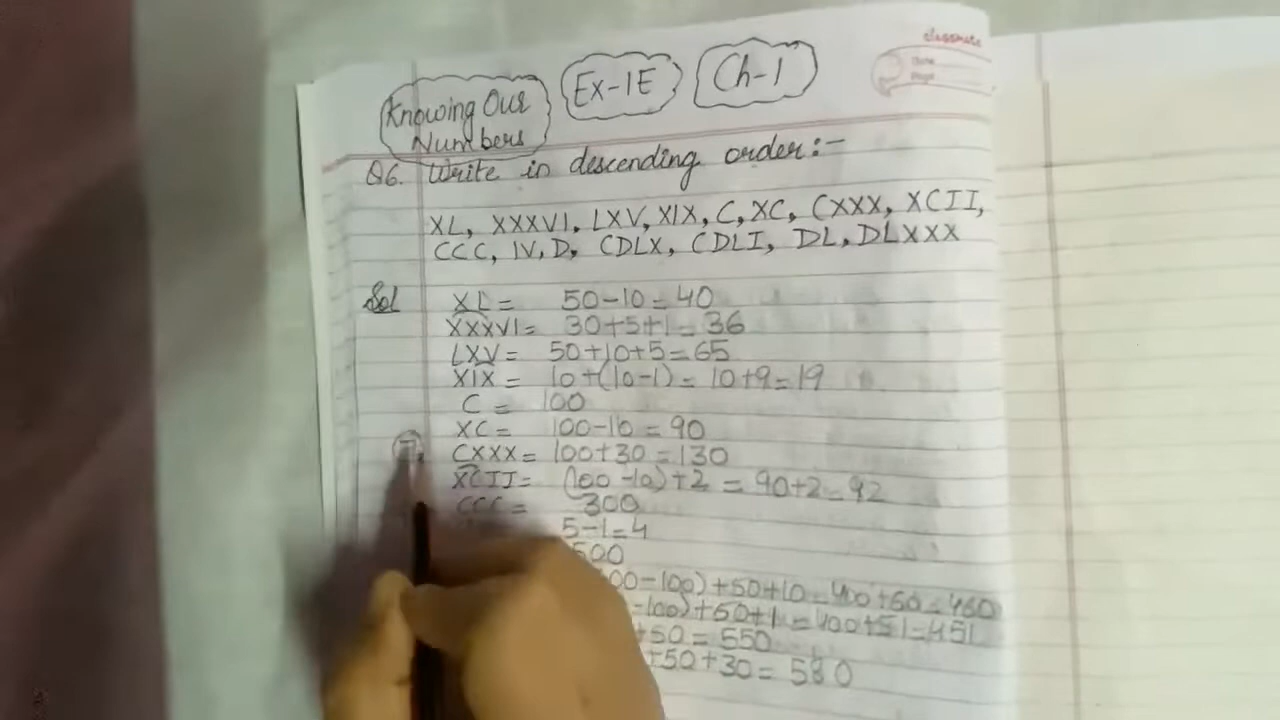 classmate
Date
Page
Knowing Our
Numbers
Ex-1E
Ch-1
Q6. Write in descending order:-
XL, XXXVI, LXV, XIX, C, XC, CXXX, XCII,
CCC, IV, D, CDLX, CDLI, DL, DLXXX
Sol XL = 50-10=40
XXXVI= 30+5+1=36
LXV= 50+10+5=65
XIX = 10+(10-1)= 10+9=19
C = 100
XC= 100-10=90
7. CXXX= 100+30=130
XCII= (100-10)+2 = 90+2=92
CCC= 300
5-1=4
500
00-100)+50+10=400+60=460
-100)+50+1=400+51=451
+50=550
+50+30=580